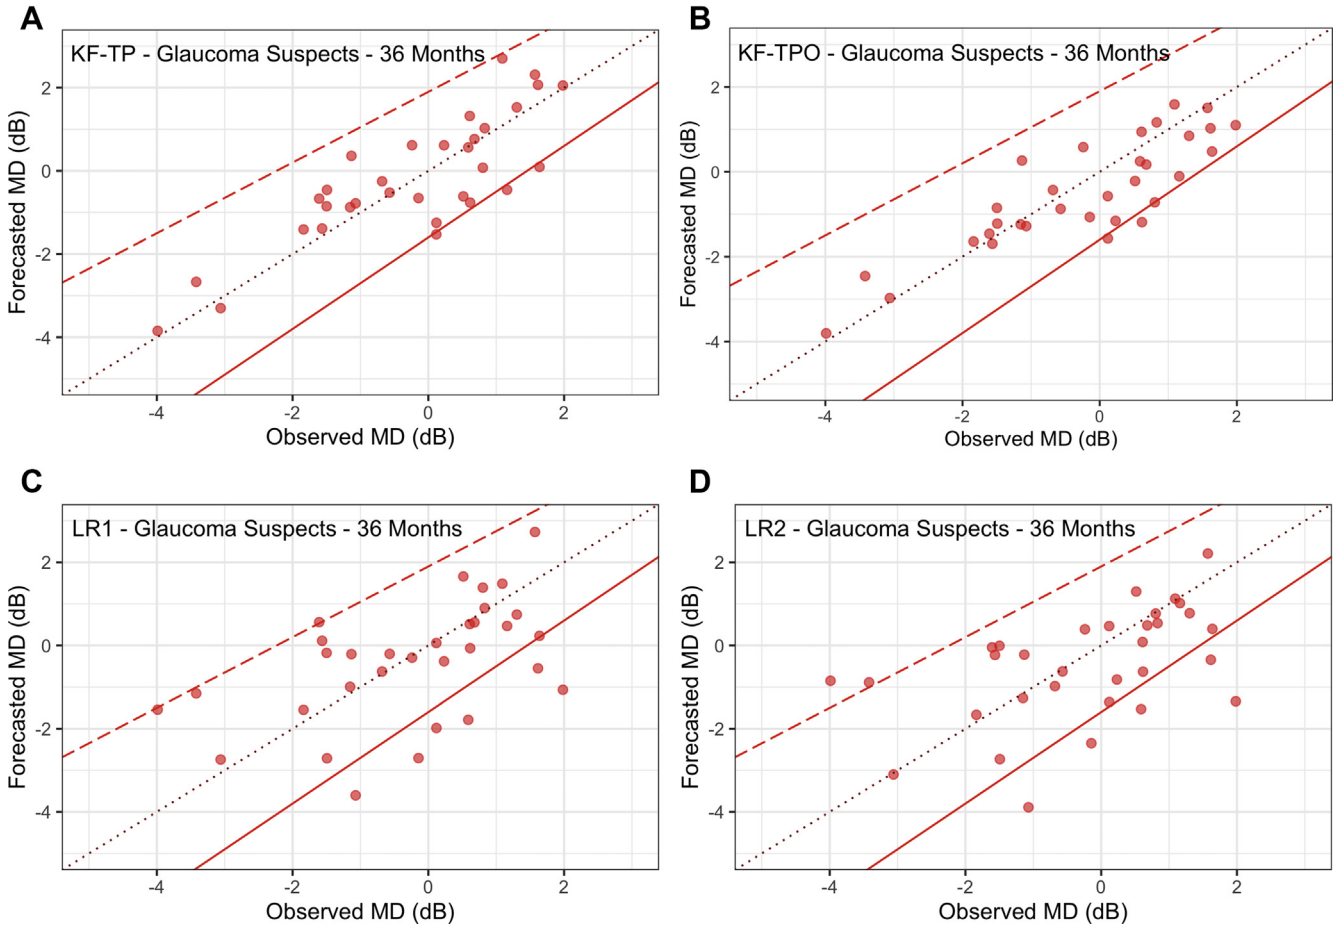 A
KF-TP - Glaucoma Suspects - 36 Months
Forecasted MD (dB)
2
0
-2
-4
-4 -2 0 2
Observed MD (dB)
B
KF-TPO - Glaucoma Suspects - 36 Months
Forecasted MD (dB)
2
0
-2
-4
-4 -2 0 2
Observed MD (dB)
C
LR1 - Glaucoma Suspects - 36 Months
Forecasted MD (dB)
2
0
-2
-4
-4 -2 0 2
Observed MD (dB)
D
LR2 - Glaucoma Suspects - 36 Months
Forecasted MD (dB)
2
0
-2
-4
-4 -2 0 2
Observed MD (dB)